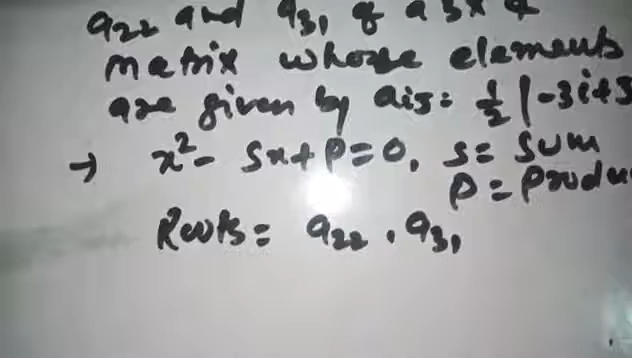 a22 and a31 of a 3x
matrix whose elements
are given by aij = 1/2 |-3i+
→ x² - Sx + P = 0, S = Sum
P = Produ
Roots = a22, a31